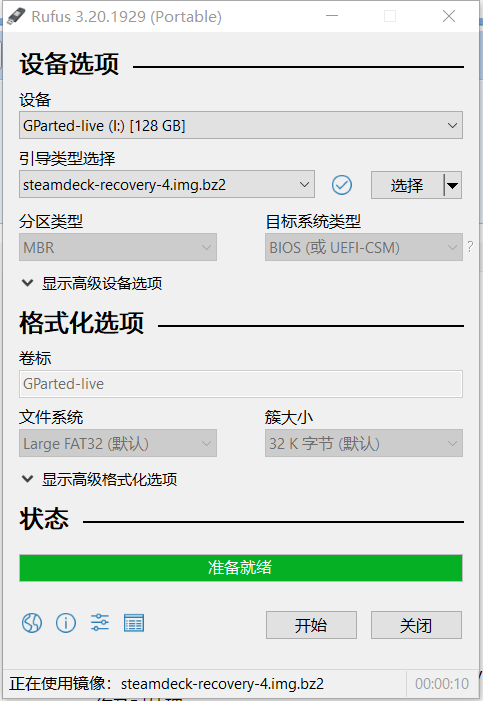 Rufus 3.20.1929 (Portable)
设备选项
设备
GParted-live (I:) [128 GB]
引导类型选择
steamdeck-recovery-4.img.bz2
选择
分区类型
目标系统类型
MBR
BIOS (或 UEFI-CSM)
?
显示高级设备选项
格式化选项
卷标
GParted-live
文件系统
簇大小
Large FAT32 (默认)
32 K 字节 (默认)
显示高级格式化选项
状态
准备就绪
开始
关闭
正在使用镜像：steamdeck-recovery-4.img.bz2
00:00:10